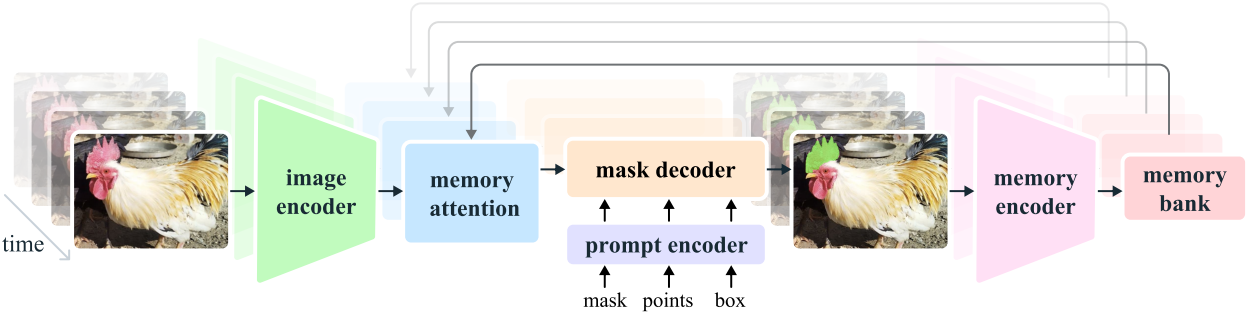 time
image
encoder
memory
attention
mask decoder
prompt encoder
mask points box
memory
encoder
memory
bank